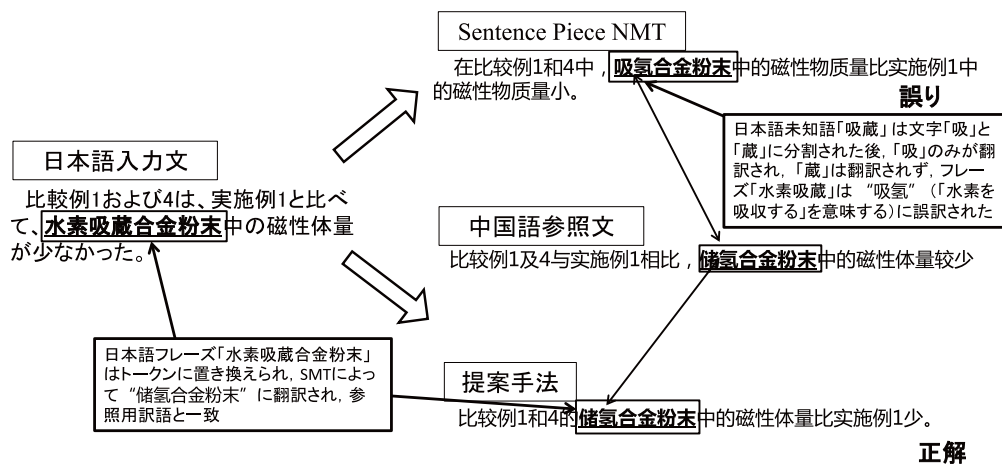 Sentence Piece NMT
在比较例1和4中，吸氢合金粉末中的磁性物质量比实施例1中
的磁性物质量小。
誤り
日本語未知語「吸蔵」は文字「吸」と
「蔵」に分割された後，「吸」のみが翻
訳され，「蔵」は翻訳されず，フレー
ズ「水素吸蔵」は “吸氢” （「水素を
吸収する」を意味する）に誤訳された
日本語入力文
比較例1および4は、実施例1と比べ
て、水素吸蔵合金粉末中の磁性体量
が少なかった。
中国語参照文
比较例1及4与实施例1相比，储氢合金粉末中的磁性体量较少
日本語フレーズ「水素吸蔵合金粉末」
はトークンに置き換えられ，SMTによっ
て “储氢合金粉末” に翻訳され，参
照用訳語と一致
提案手法
比较例1和4的储氢合金粉末中的磁性体量比实施例1少。
正解